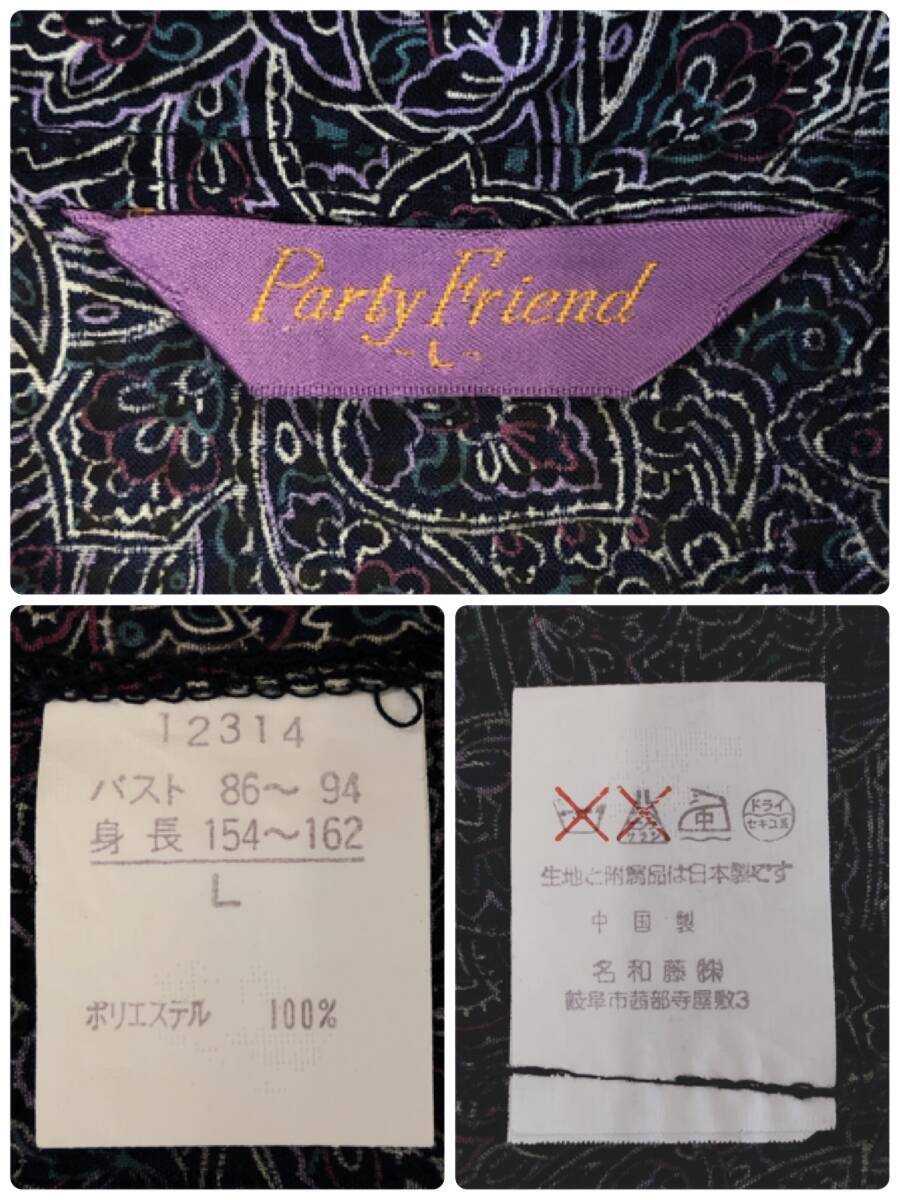 Party Friend
-L-
12314
バスト 86～ 94
身長 154～162
L
ポリエステル 100%
中 ドライ
セキユ系
生地と附属品は日本製です
中国製
名和藤㈱
岐阜市茜部寺屋敷3